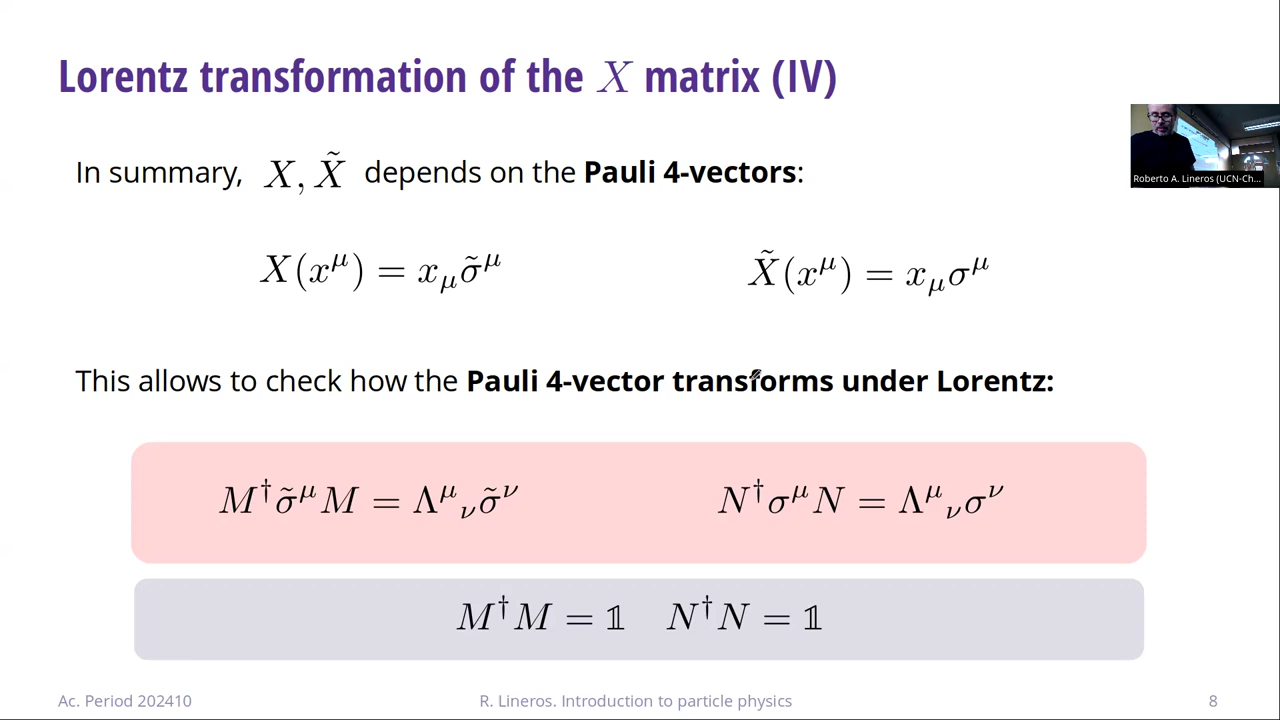 Lorentz transformation of the X matrix (IV)
In summary, X, X̃ depends on the Pauli 4-vectors:
X(x^μ) = x_μ σ̃^μ
X̃(x^μ) = x_μ σ^μ
This allows to check how the Pauli 4-vector transforms under Lorentz:
M^† σ̃^μ M = Λ^μ_ν σ̃^ν
N^† σ^μ N = Λ^μ_ν σ^ν
M^† M = 𝟙 N^† N = 𝟙
Roberto A. Lineros (UCN-Ch...
Ac. Period 202410
R. Lineros. Introduction to particle physics
8